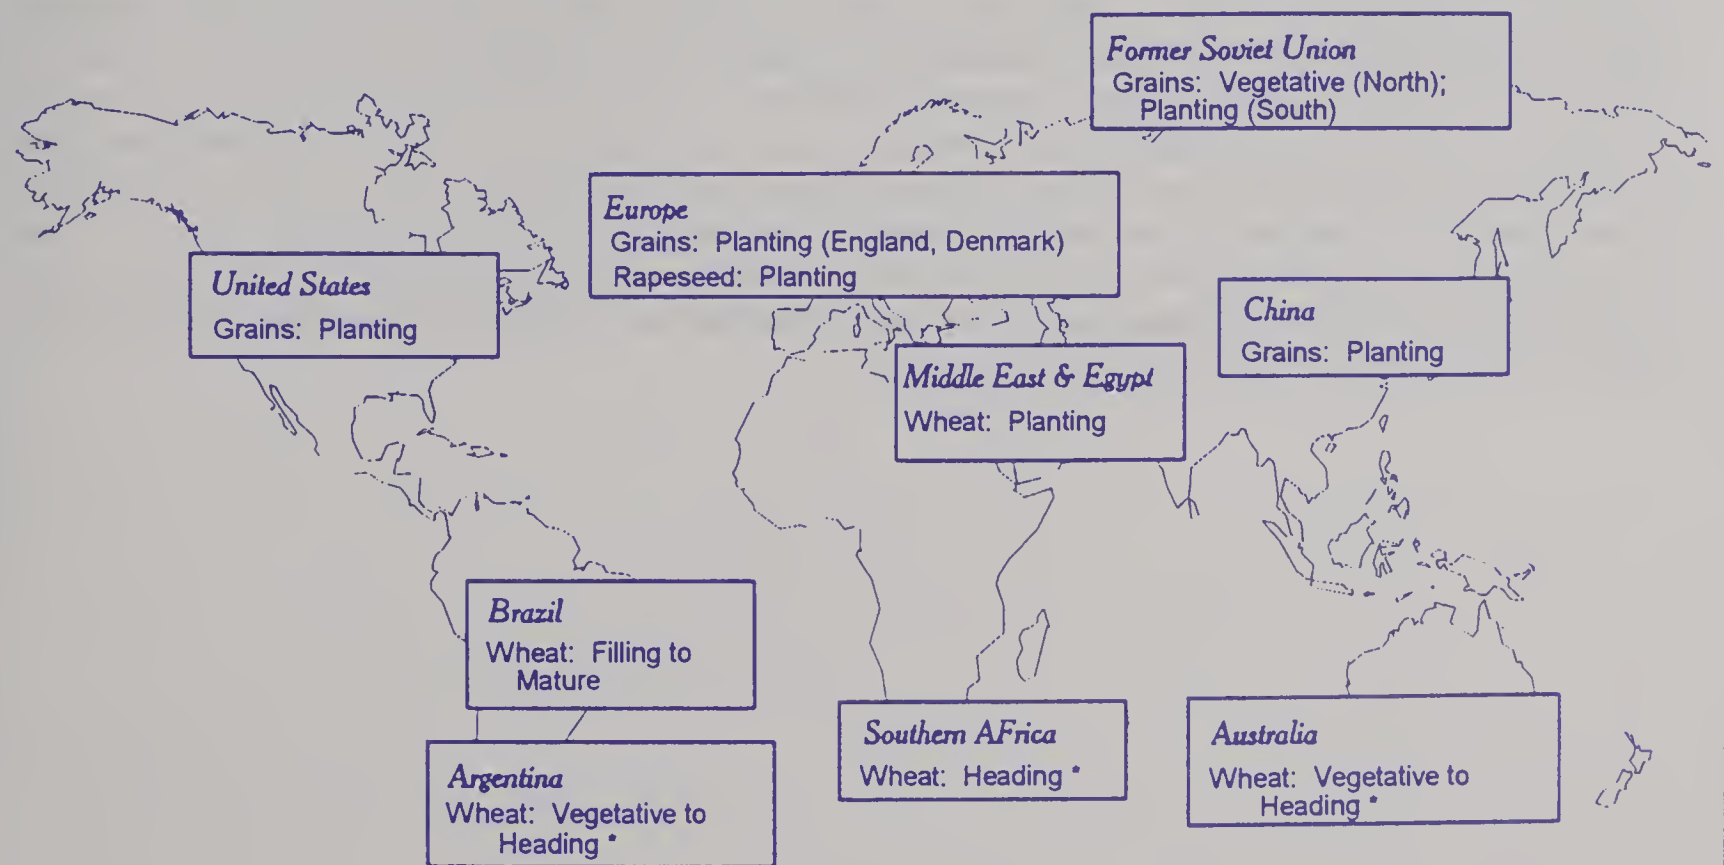 Former Soviet Union
Grains: Vegetative (North);
Planting (South)
Europe
Grains: Planting (England, Denmark)
Rapeseed: Planting
United States
Grains: Planting
China
Grains: Planting
Middle East & Egypt
Wheat: Planting
Brazil
Wheat: Filling to
Mature
Southern AFrica
Wheat: Heading *
Australia
Wheat: Vegetative to
Heading *
Argentina
Wheat: Vegetative to
Heading *